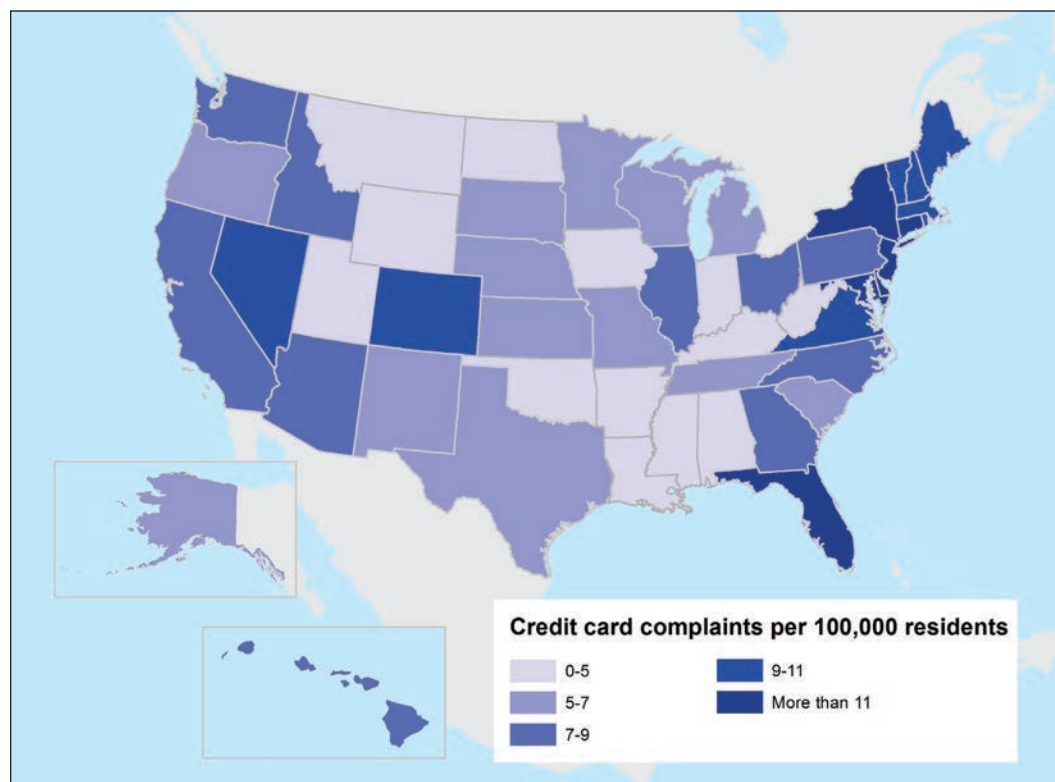 Credit card complaints per 100,000 residents
0-5
5-7
7-9
9-11
More than 11